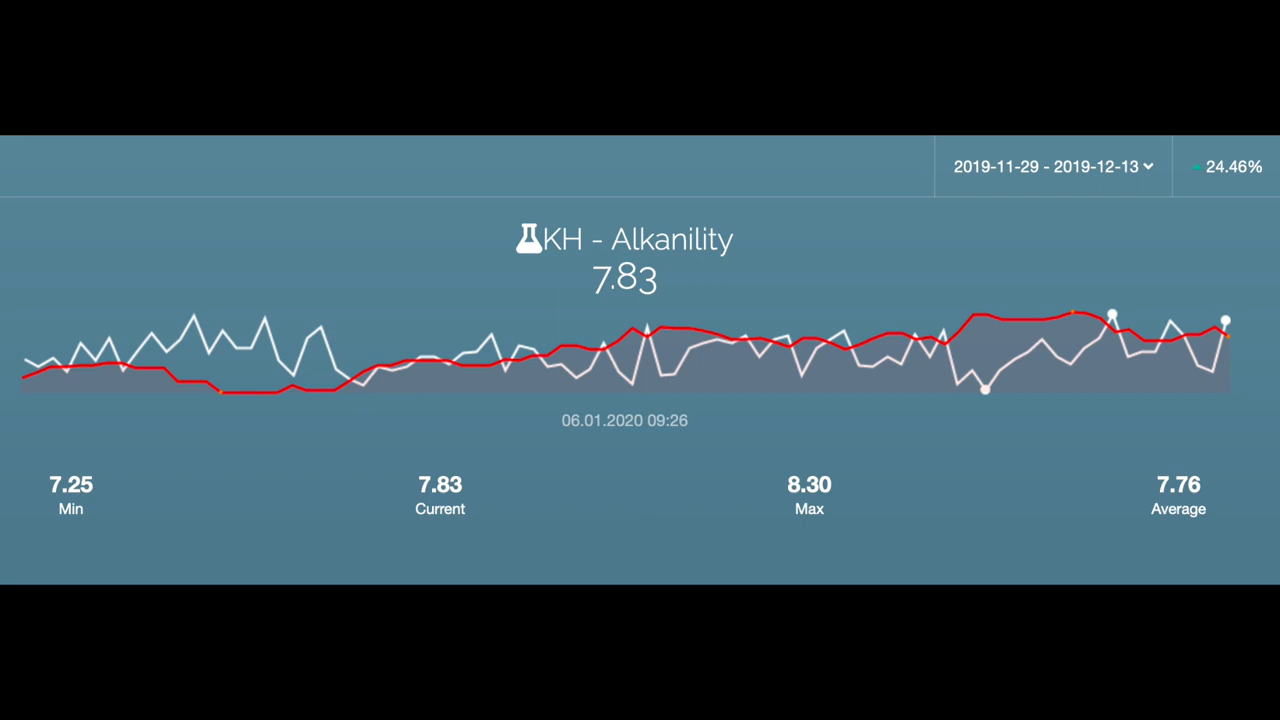 2019-11-29 - 2019-12-13
24.46%
KH - Alkanility
7.83
06.01.2020 09:26
7.25
Min
7.83
Current
8.30
Max
7.76
Average